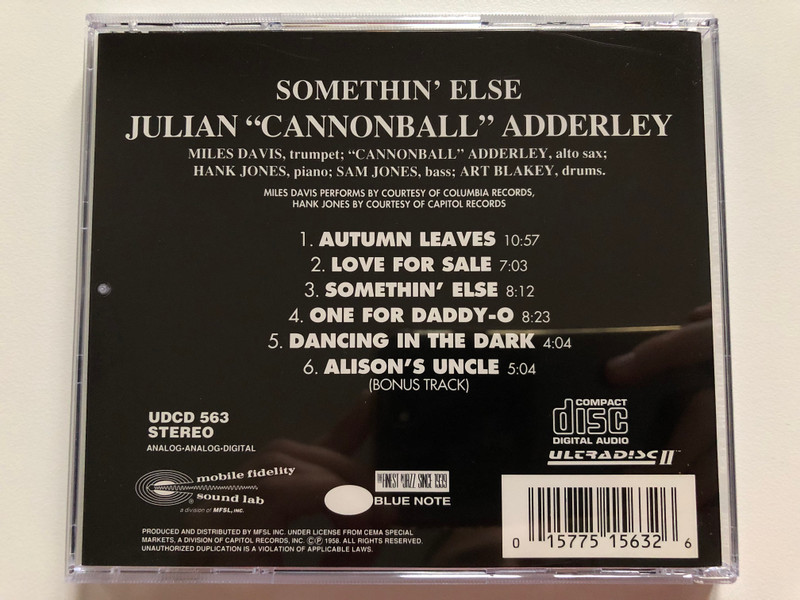 SOMETHIN' ELSE
JULIAN “CANNONBALL” ADDERLEY
MILES DAVIS, trumpet; “CANNONBALL” ADDERLEY, alto sax;
HANK JONES, piano; SAM JONES, bass; ART BLAKEY, drums.
MILES DAVIS PERFORMS BY COURTESY OF COLUMBIA RECORDS,
HANK JONES BY COURTESY OF CAPITOL RECORDS
1. AUTUMN LEAVES 10:57
2. LOVE FOR SALE 7:03
3. SOMETHIN' ELSE 8:12
4. ONE FOR DADDY-O 8:23
5. DANCING IN THE DARK 4:04
6. ALISON'S UNCLE 5:04
(BONUS TRACK)
UDCD 563
STEREO
ANALOG•ANALOG•DIGITAL
COMPACT
disc
DIGITAL AUDIO
ULTRADISC II™
mobile fidelity
sound lab
®
a division of MFSL, INC.
THE FINEST IN JAZZ SINCE 1939
BLUE NOTE
PRODUCED AND DISTRIBUTED BY MFSL INC. UNDER LICENSE FROM CEMA SPECIAL
MARKETS, A DIVISION OF CAPITOL RECORDS, INC. ©℗ 1958. ALL RIGHTS RESERVED.
UNAUTHORIZED DUPLICATION IS A VIOLATION OF APPLICABLE LAWS.
0 15775 15632 6